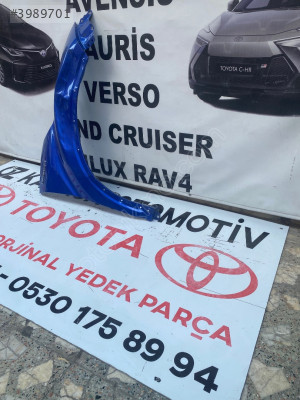 #3989701
AVENSIS
AURİS
VERSO
ND CRUISER
LUX RAV4
TOYOTA C-HR
OTOMOTİV
TOYOTA
ORJİNAL YEDEK PARÇA
0530 175 89 94